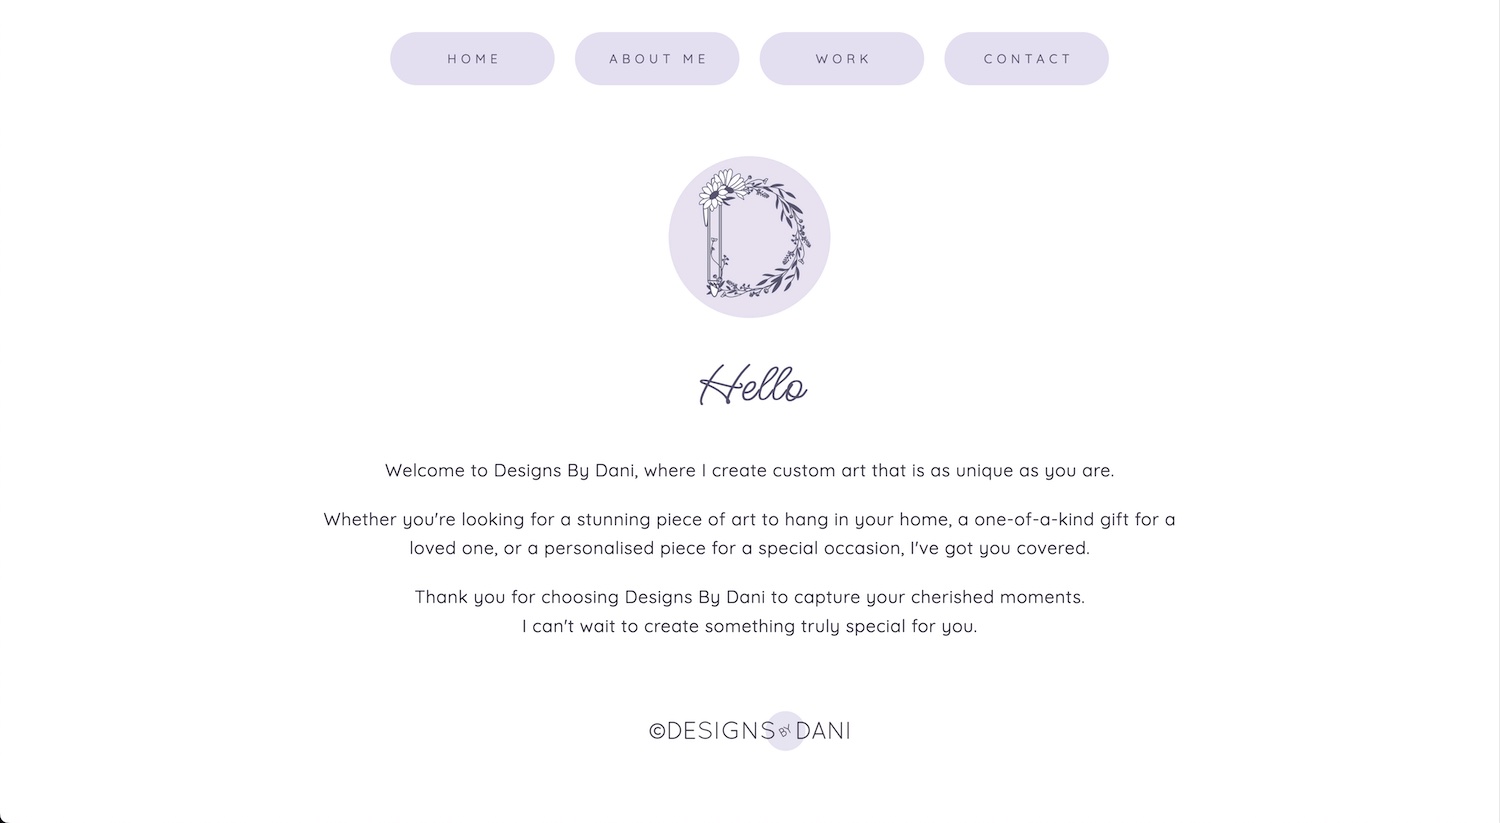 HOME
ABOUT ME
WORK
CONTACT
D
Hello
Welcome to Designs By Dani, where I create custom art that is as unique as you are.
Whether you're looking for a stunning piece of art to hang in your home, a one-of-a-kind gift for a
loved one, or a personalised piece for a special occasion, I've got you covered.
Thank you for choosing Designs By Dani to capture your cherished moments.
I can't wait to create something truly special for you.
©DESIGNS BY DANI